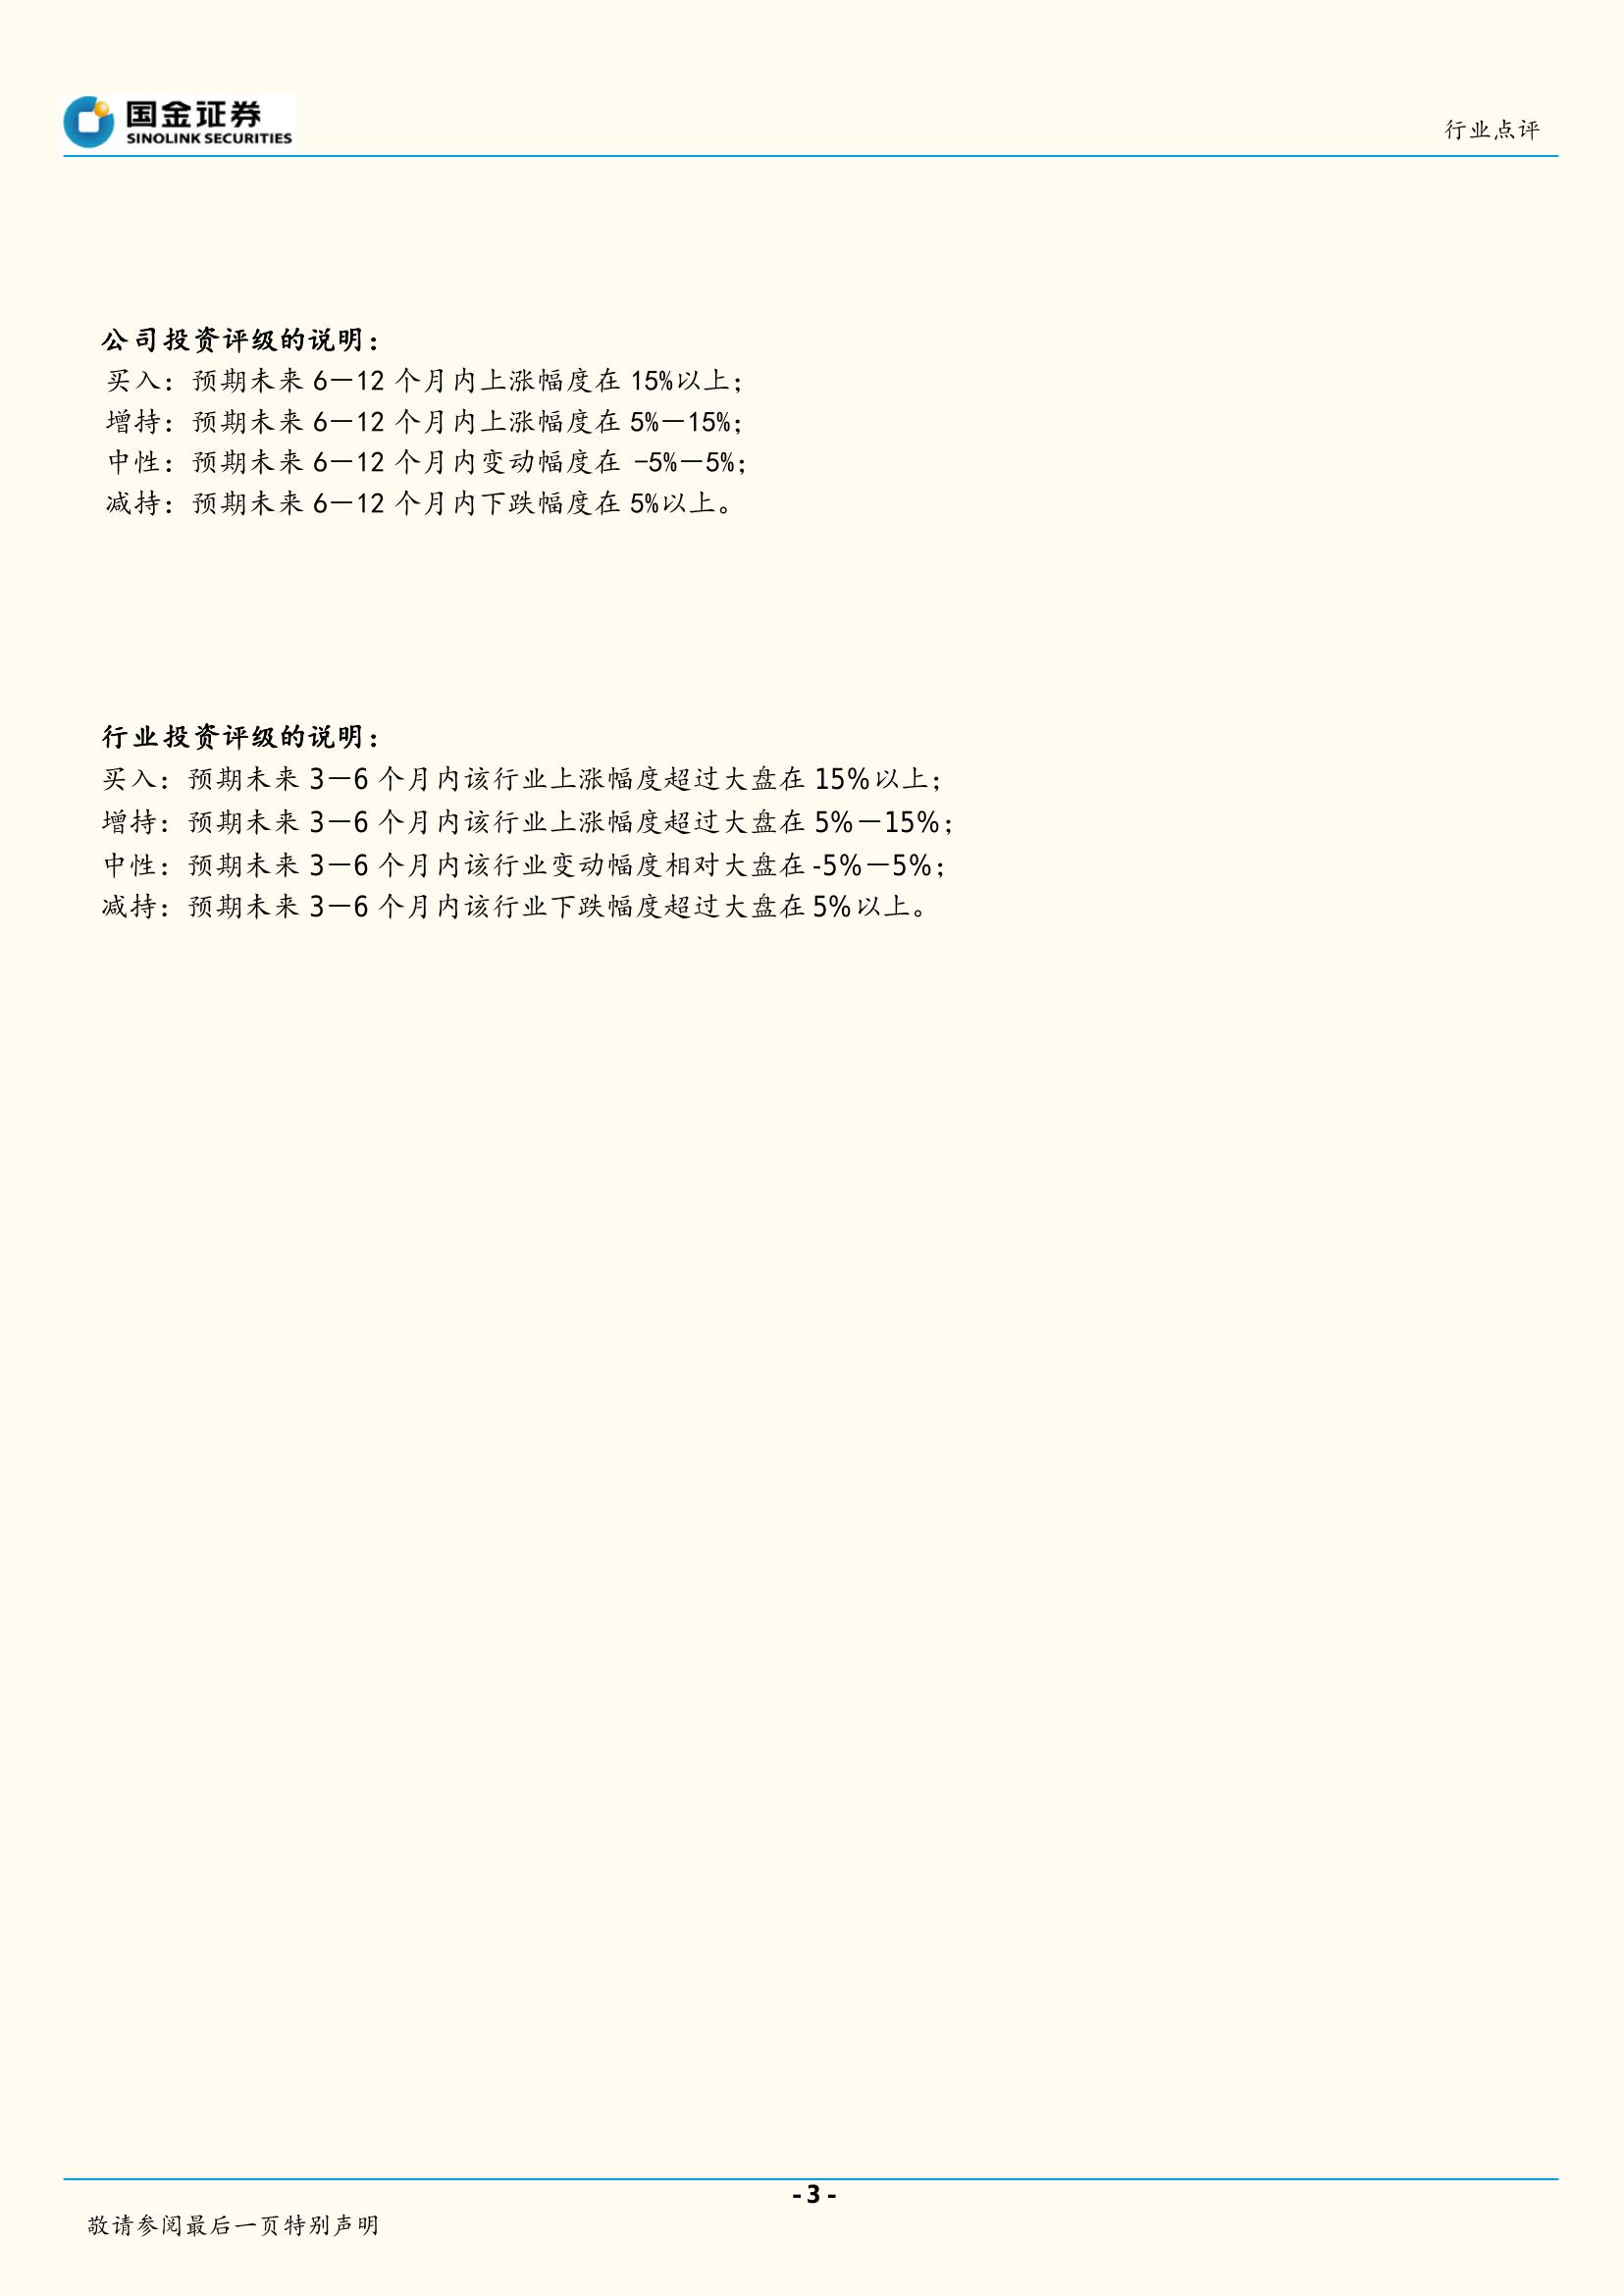 国金证券
SINOLINK SECURITIES
行业点评
公司投资评级的说明：
买入：预期未来 6－12 个月内上涨幅度在 15%以上；
增持：预期未来 6－12 个月内上涨幅度在 5%－15%；
中性：预期未来 6－12 个月内变动幅度在 -5%－5%；
减持：预期未来 6－12 个月内下跌幅度在 5%以上。
行业投资评级的说明：
买入：预期未来 3－6 个月内该行业上涨幅度超过大盘在 15%以上；
增持：预期未来 3－6 个月内该行业上涨幅度超过大盘在 5%－15%；
中性：预期未来 3－6 个月内该行业变动幅度相对大盘在 -5%－5%；
减持：预期未来 3－6 个月内该行业下跌幅度超过大盘在 5%以上。
- 3 -
敬请参阅最后一页特别声明